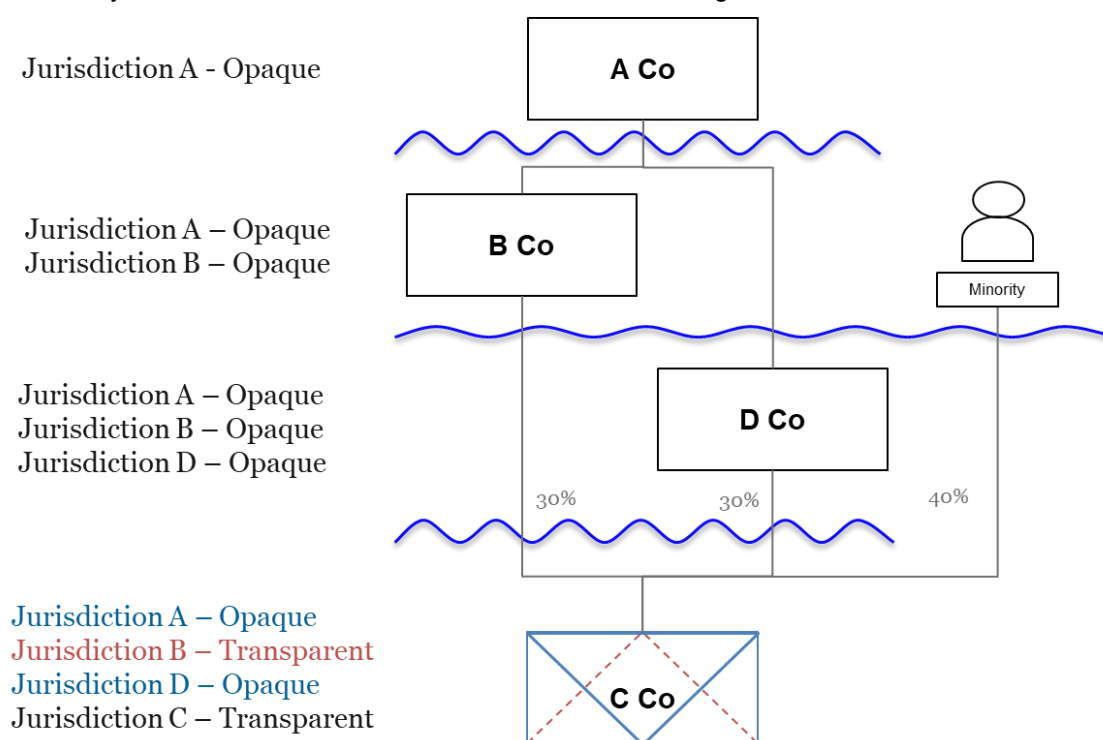 Jurisdiction A - Opaque
A Co
Jurisdiction A – Opaque
Jurisdiction B – Opaque
B Co
Minority
Jurisdiction A – Opaque
Jurisdiction B – Opaque
Jurisdiction D – Opaque
D Co
30%
30%
40%
Jurisdiction A – Opaque
Jurisdiction B – Transparent
Jurisdiction D – Opaque
Jurisdiction C – Transparent
C Co